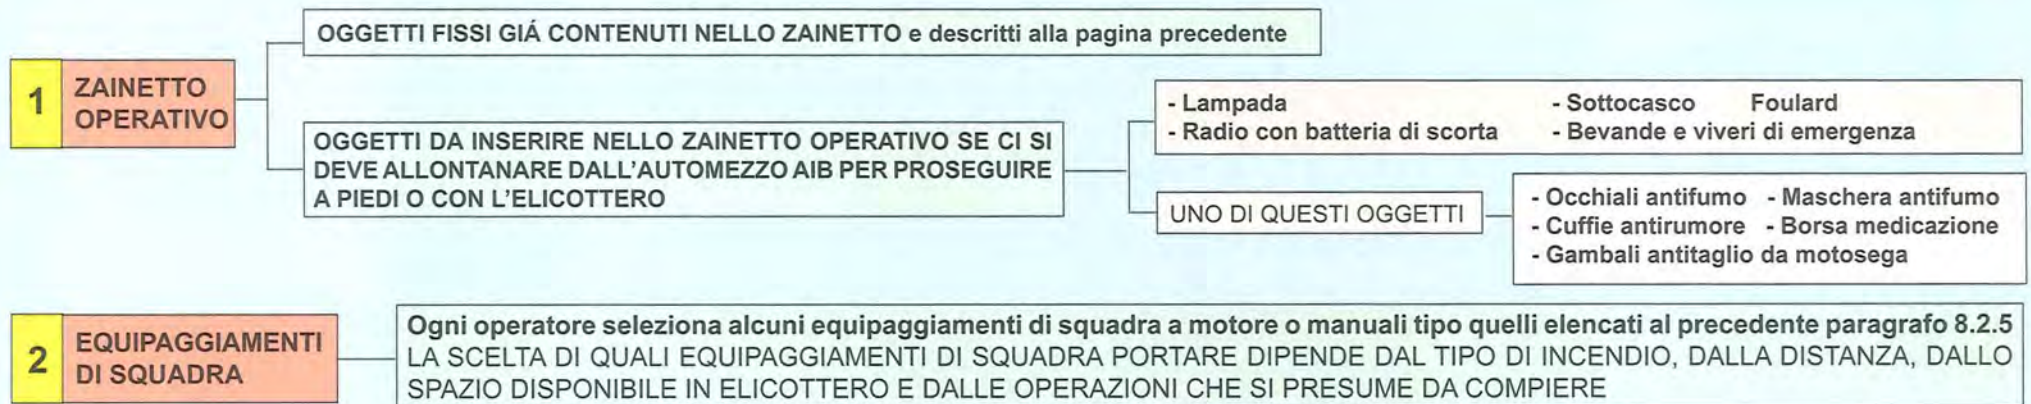 OGGETTI FISSI GIÁ CONTENUTI NELLO ZAINETTO e descritti alla pagina precedente
1
ZAINETTO
OPERATIVO
OGGETTI DA INSERIRE NELLO ZAINETTO OPERATIVO SE CI SI
DEVE ALLONTANARE DALL'AUTOMEZZO AIB PER PROSEGUIRE
A PIEDI O CON L'ELICOTTERO
- Lampada - Sottocasco Foulard
- Radio con batteria di scorta - Bevande e viveri di emergenza
UNO DI QUESTI OGGETTI
- Occhiali antifumo - Maschera antifumo
- Cuffie antirumore - Borsa medicazione
- Gambali antitaglio da motosega
2
EQUIPAGGIAMENTI
DI SQUADRA
Ogni operatore seleziona alcuni equipaggiamenti di squadra a motore o manuali tipo quelli elencati al precedente paragrafo 8.2.5
LA SCELTA DI QUALI EQUIPAGGIAMENTI DI SQUADRA PORTARE DIPENDE DAL TIPO DI INCENDIO, DALLA DISTANZA, DALLO
SPAZIO DISPONIBILE IN ELICOTTERO E DALLE OPERAZIONI CHE SI PRESUME DA COMPIERE